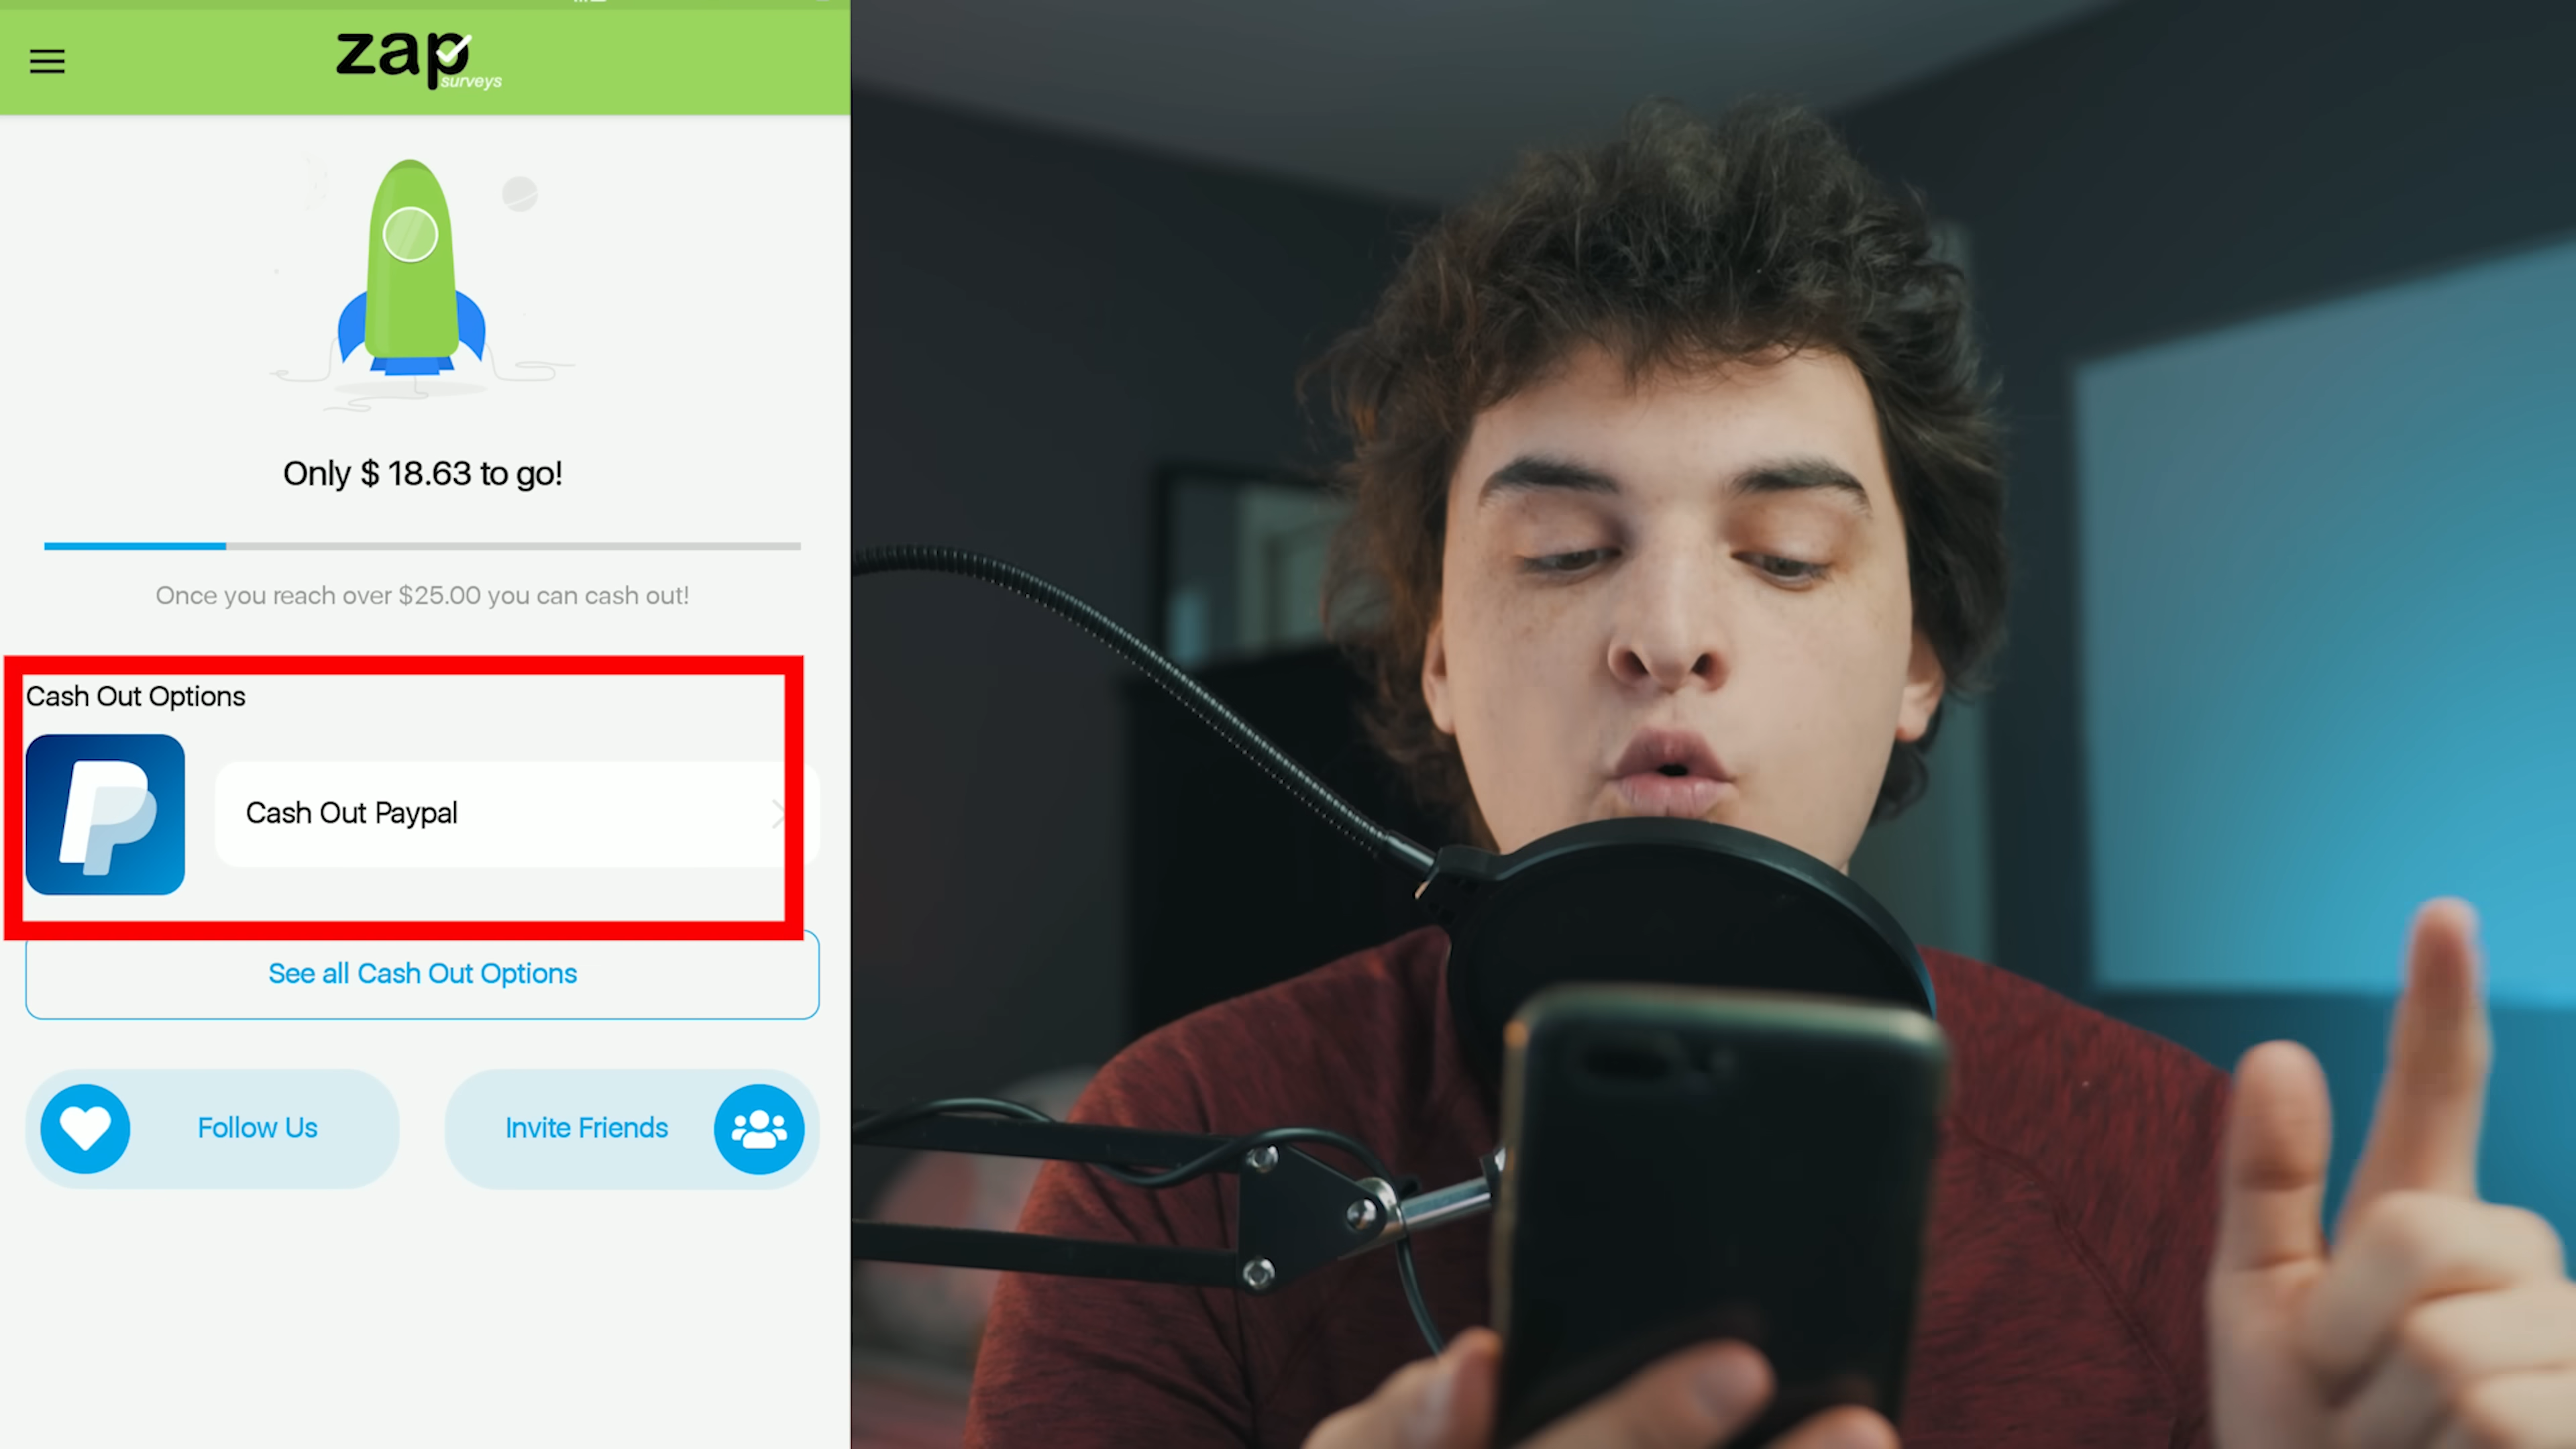 zap
surveys
Only $ 18.63 to go!
Once you reach over $25.00 you can cash out!
Cash Out Options
Cash Out Paypal
See all Cash Out Options
Follow Us
Invite Friends